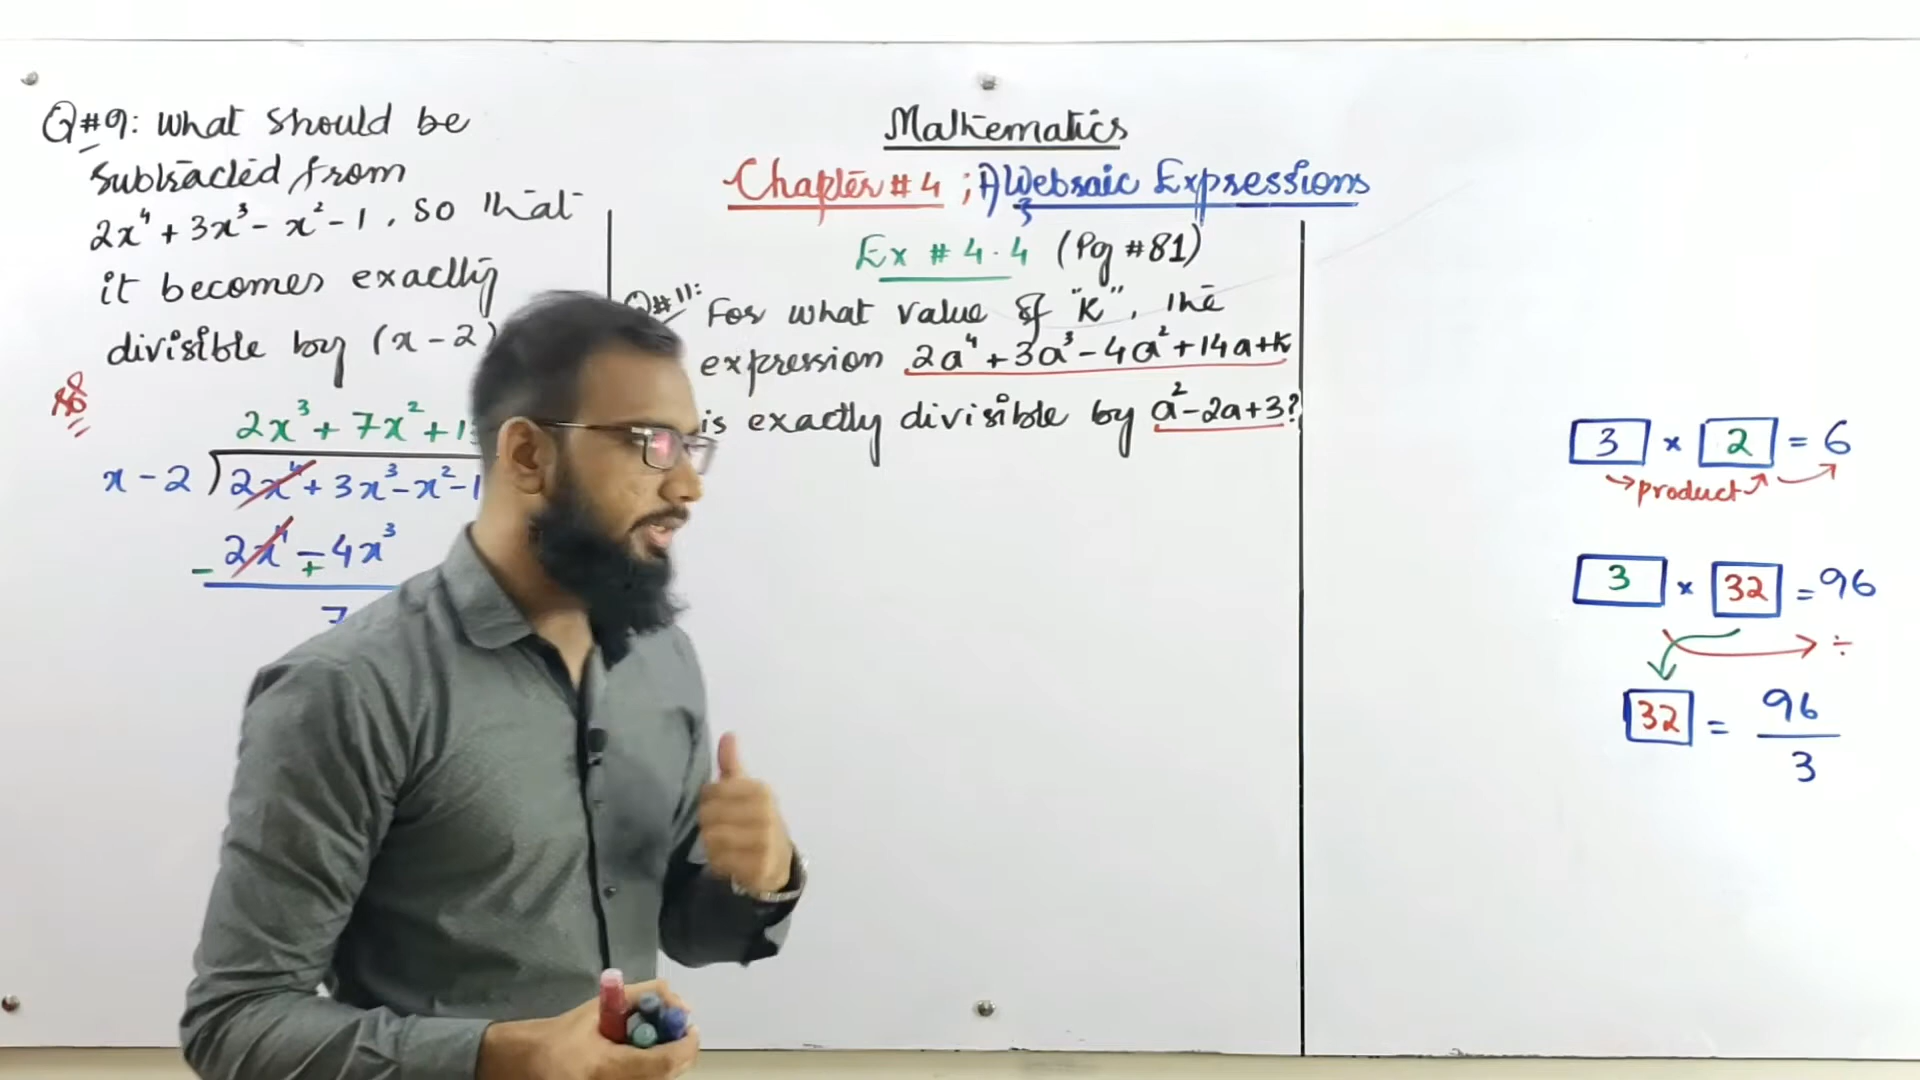 Mathematics
Chapter # 4 ; Algebraic Expressions
Ex # 4.4 (Pg #81)
Q#9: What should be
subtracted from
2x⁴ + 3x³ - x² - 1, so that
it becomes exactly
divisible by (x - 2)
2x³ + 7x² + 1
x - 2 ) 2x⁴ + 3x³ - x² - 1
2x⁴ - 4x³
- +
7
Q#11: For what value of "K", the
expression 2a⁴ + 3a³ - 4a² + 14a + K
is exactly divisible by a² - 2a + 3?
3 × 2 = 6
product
3 × 32 = 96
÷
32 = 96
3